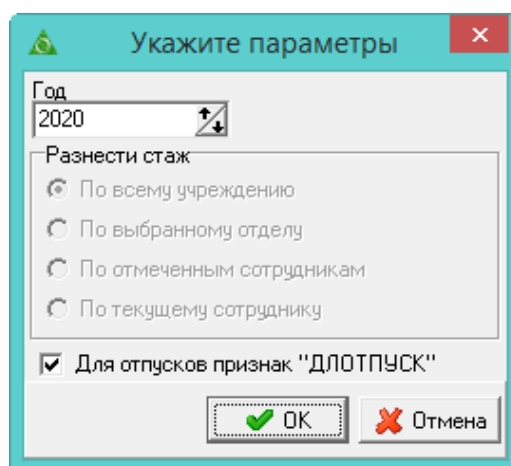 Укажите параметры
Год
2020
Разнести стаж
По всему учреждению
По выбранному отделу
По отмеченным сотрудникам
По текущему сотруднику
Для отпусков признак "ДЛОТПУСК"
OK
Отмена